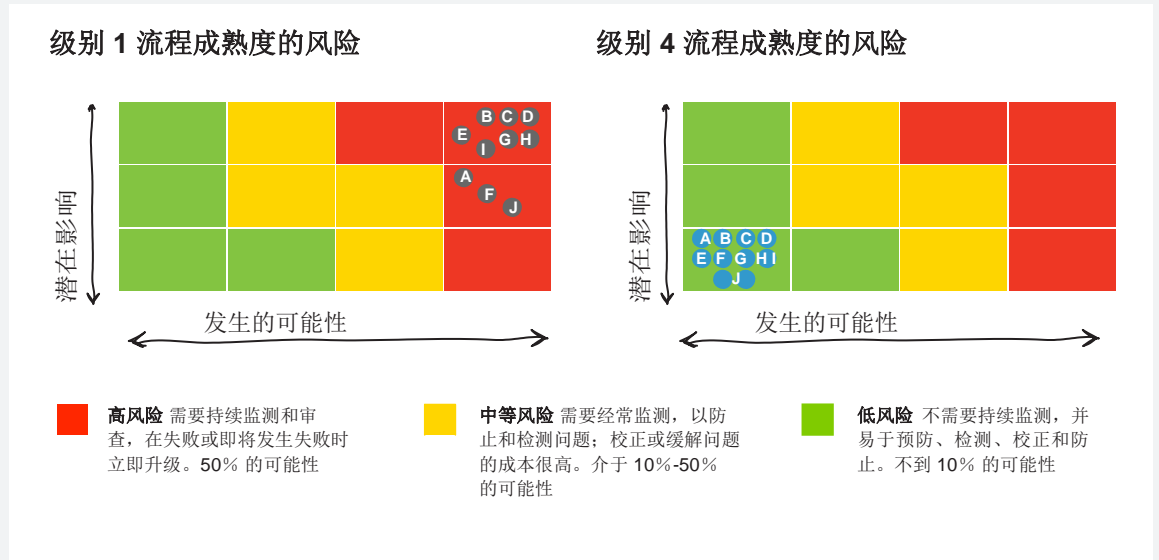 级别 1 流程成熟度的风险
级别 4 流程成熟度的风险
潜在影响
B C D
E
G H
I
A
F
J
发生的可能性
潜在影响
A B C D
E F G H I
J
发生的可能性
高风险 需要持续监测和审
查，在失败或即将发生失败时
立即升级。50% 的可能性
中等风险 需要经常监测，以防
止和检测问题；校正或缓解问题
的成本很高。介于 10%-50%
的可能性
低风险 不需要持续监测，并
易于预防、检测、校正和防
止。不到 10% 的可能性